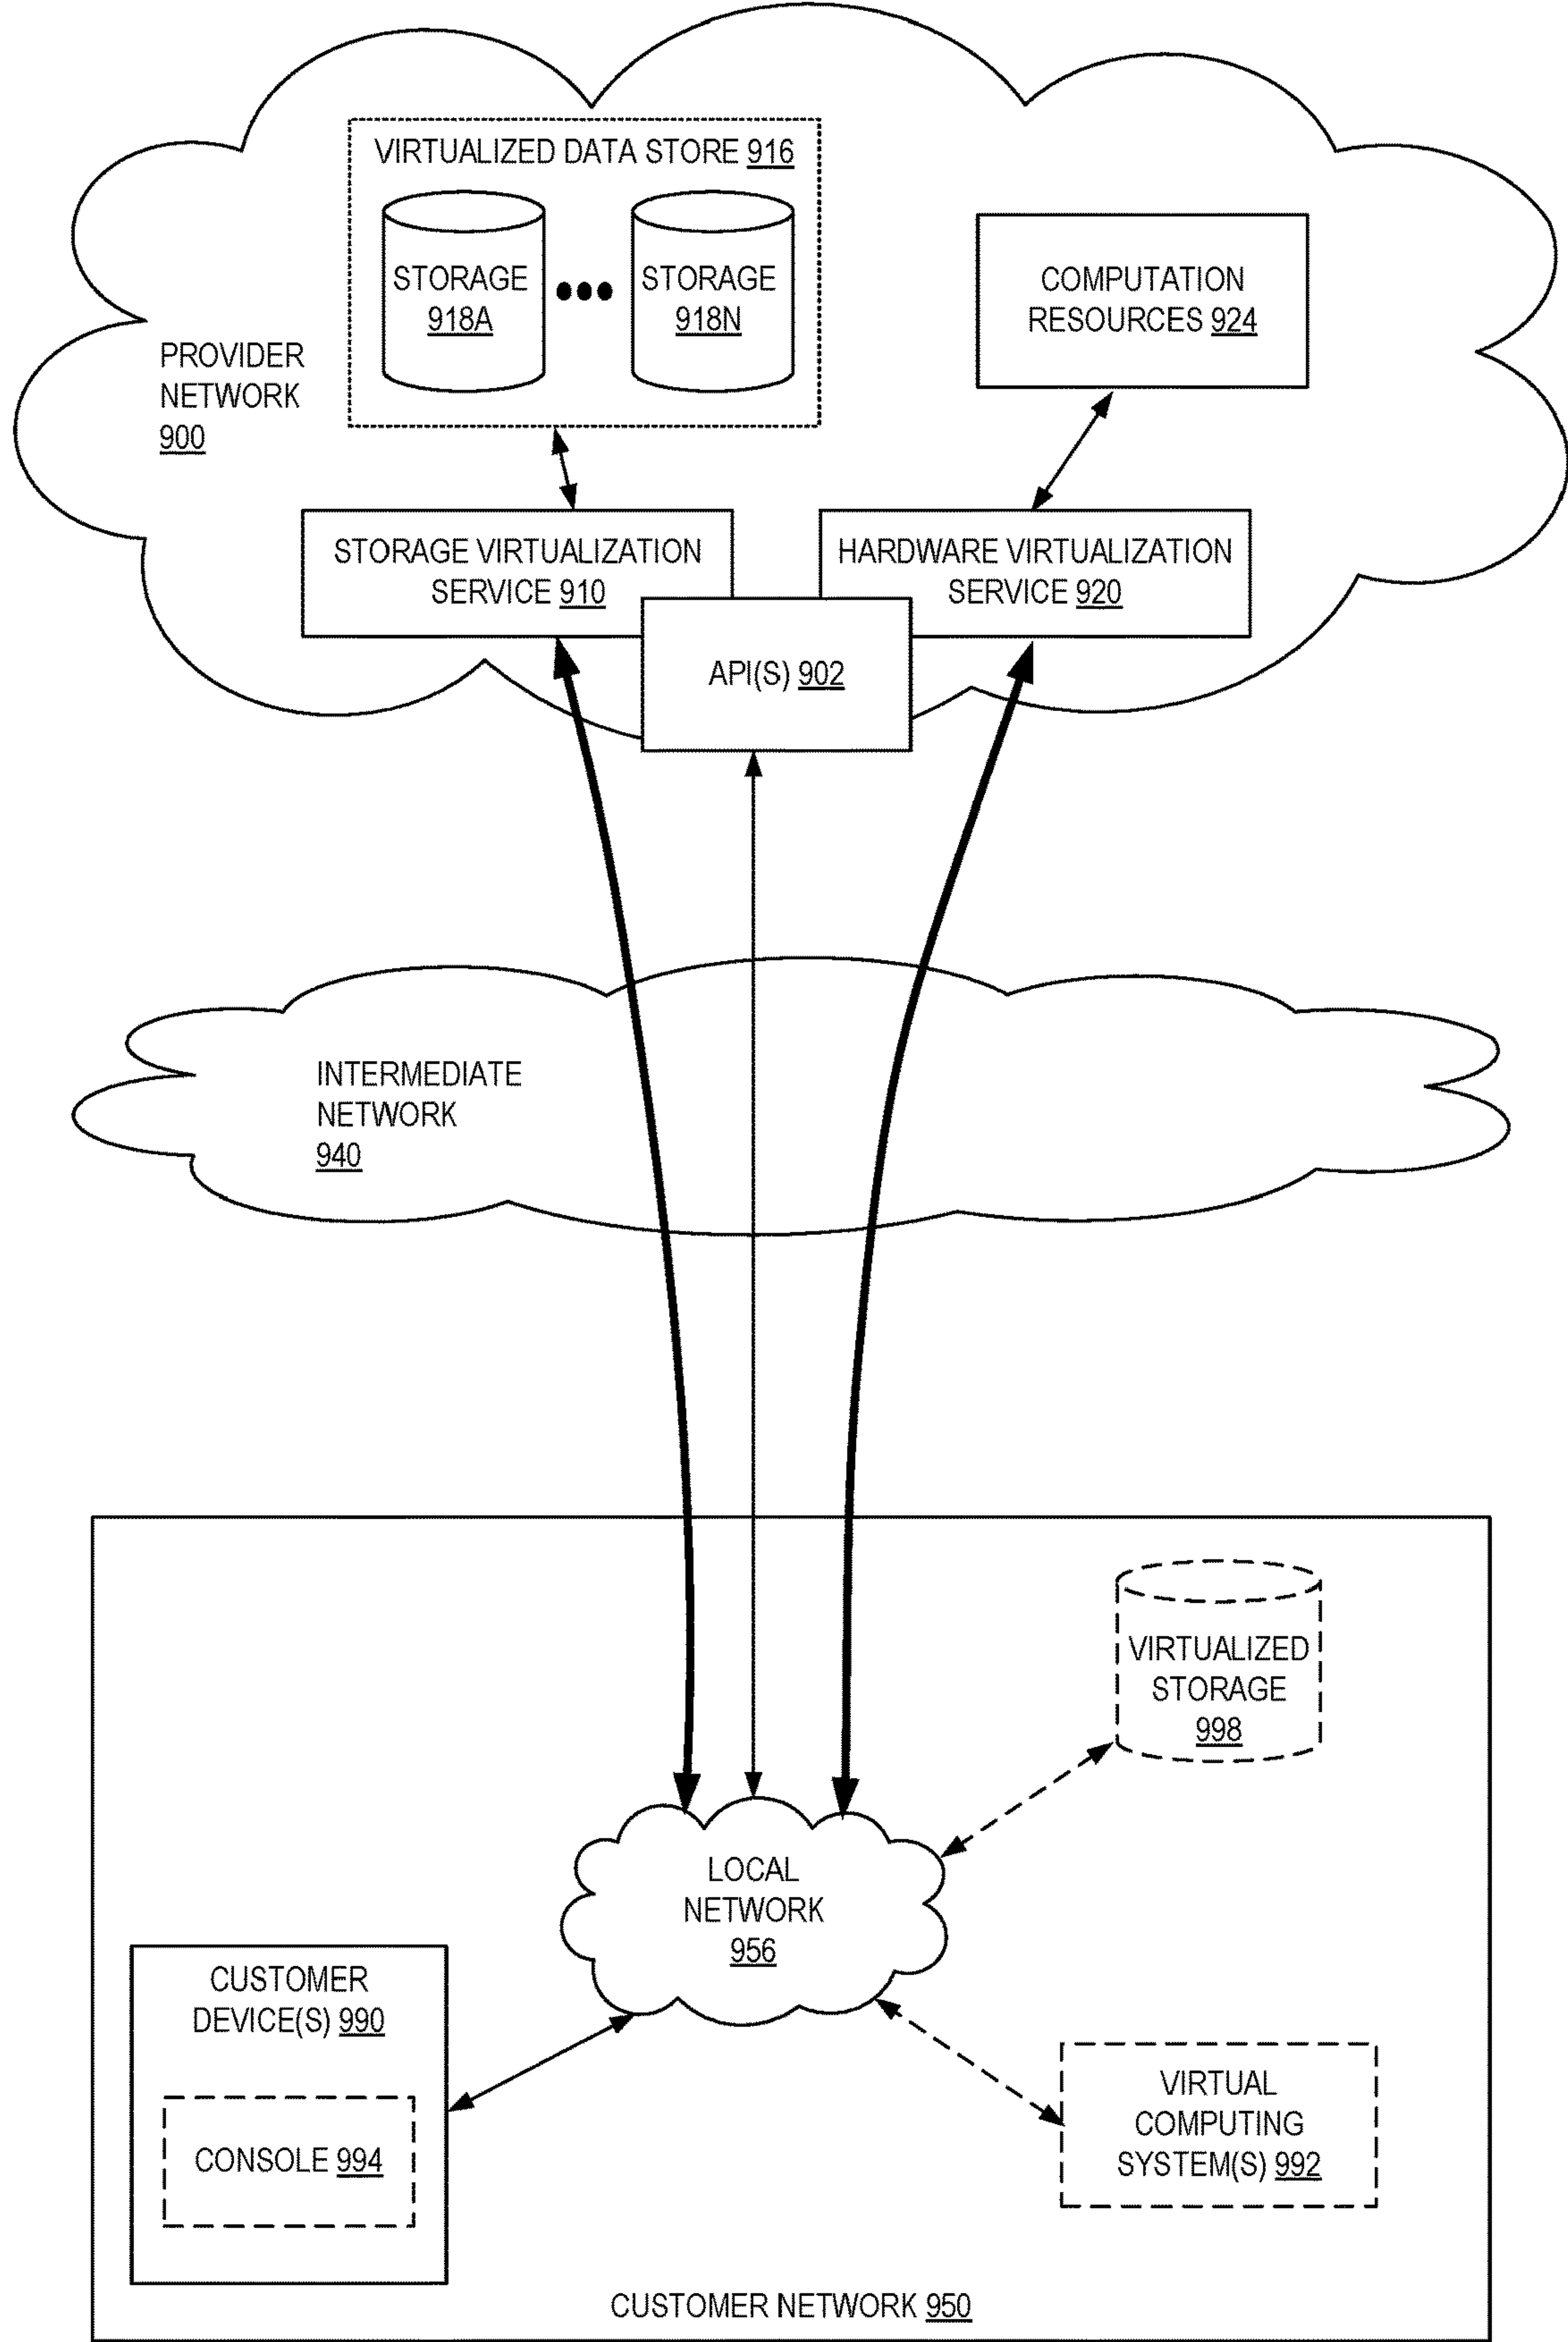 VIRTUALIZED DATA STORE 916
STORAGE
918A
STORAGE
918N
COMPUTATION
RESOURCES 924
PROVIDER
NETWORK
900
STORAGE VIRTUALIZATION
SERVICE 910
HARDWARE VIRTUALIZATION
SERVICE 920
API(S) 902
INTERMEDIATE
NETWORK
940
VIRTUALIZED
STORAGE
998
LOCAL
NETWORK
956
CUSTOMER
DEVICE(S) 990
CONSOLE 994
VIRTUAL
COMPUTING
SYSTEM(S) 992
CUSTOMER NETWORK 950